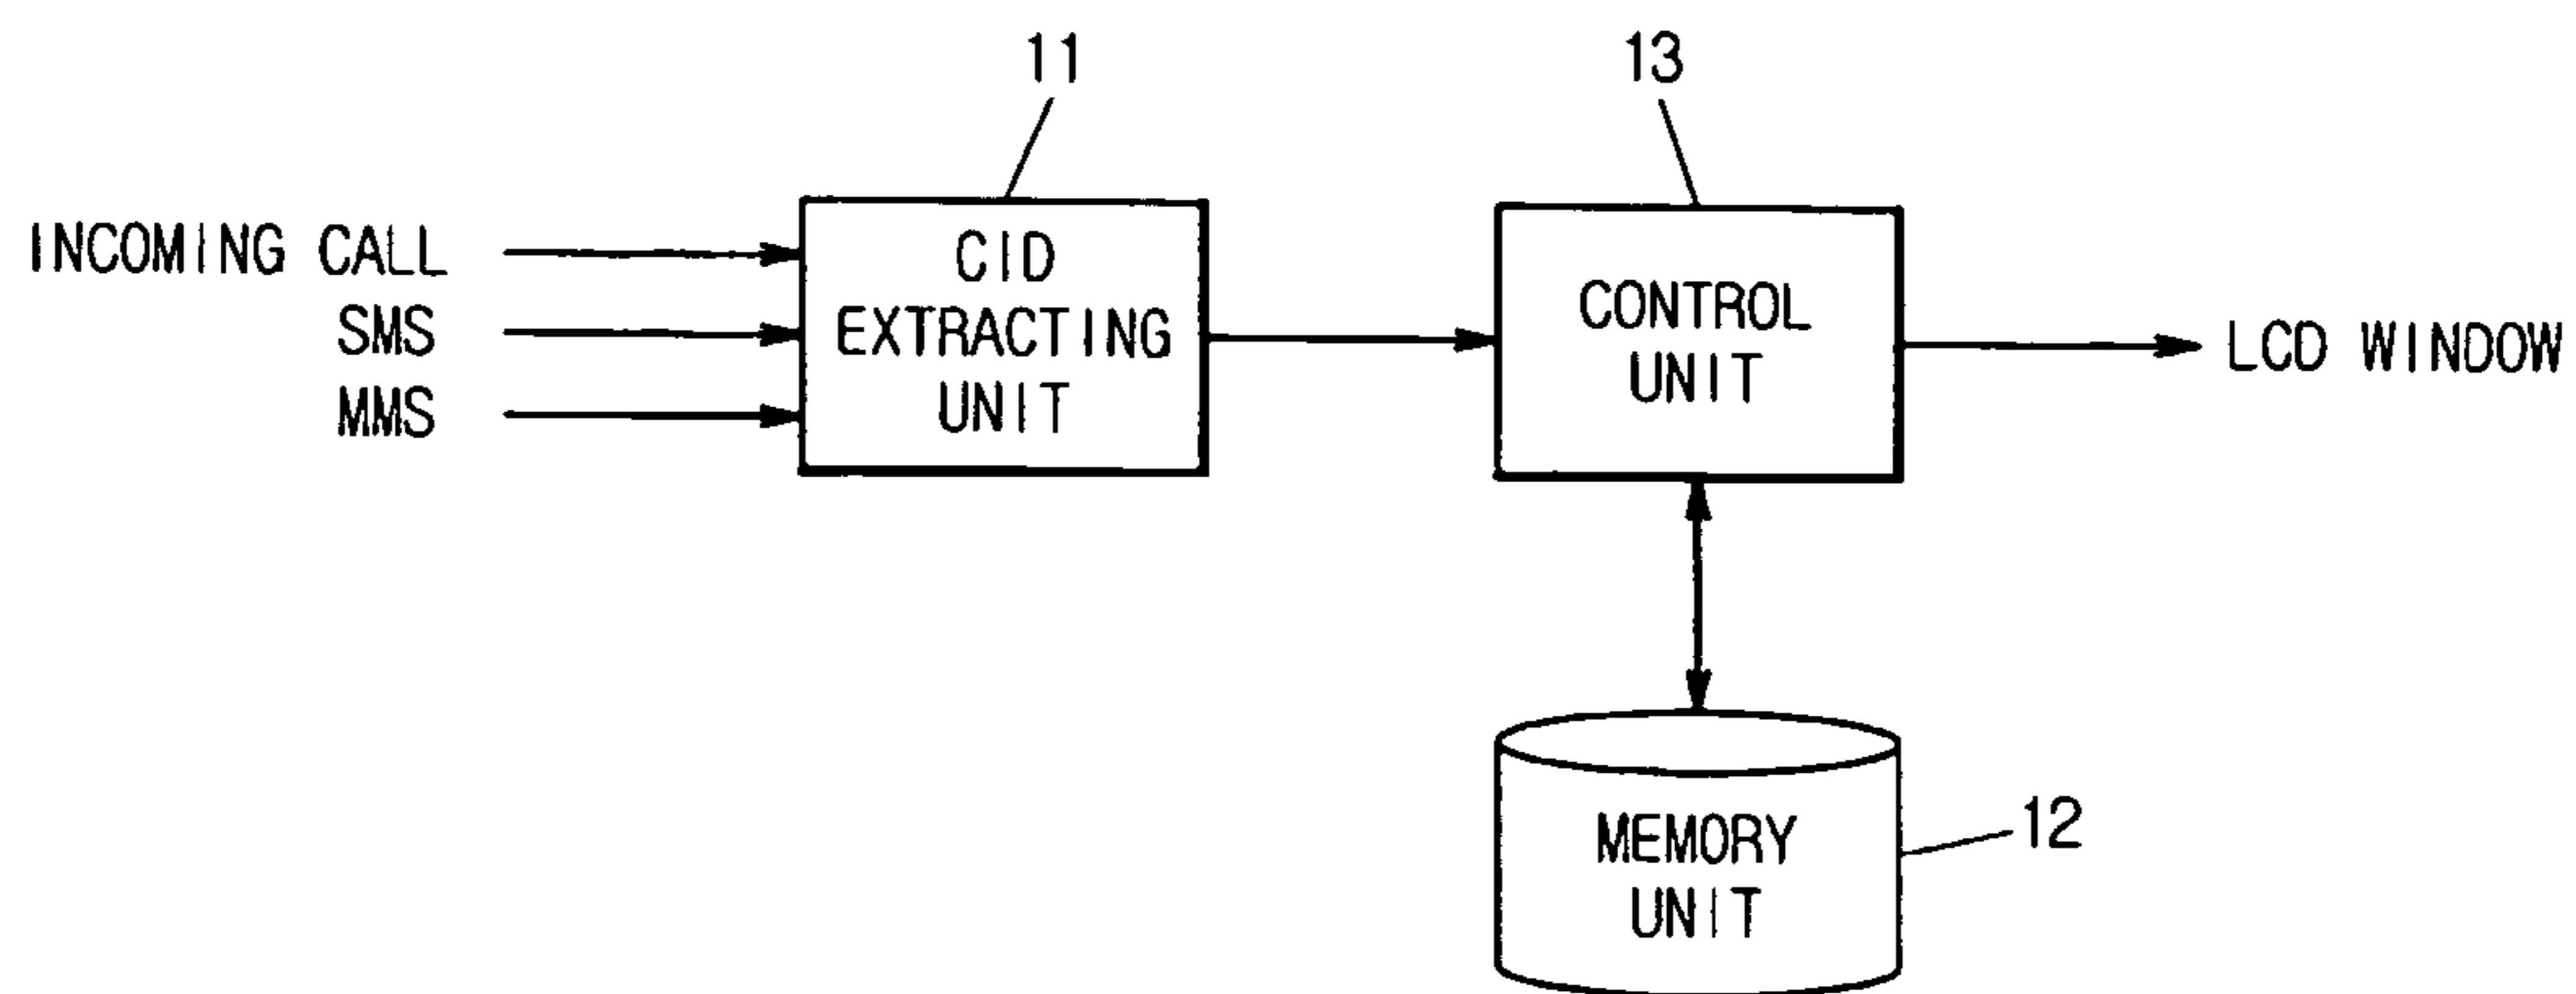 11
13
INCOMING CALL
SMS
MMS
CID
EXTRACTING
UNIT
CONTROL
UNIT
LCD WINDOW
MEMORY
UNIT
12